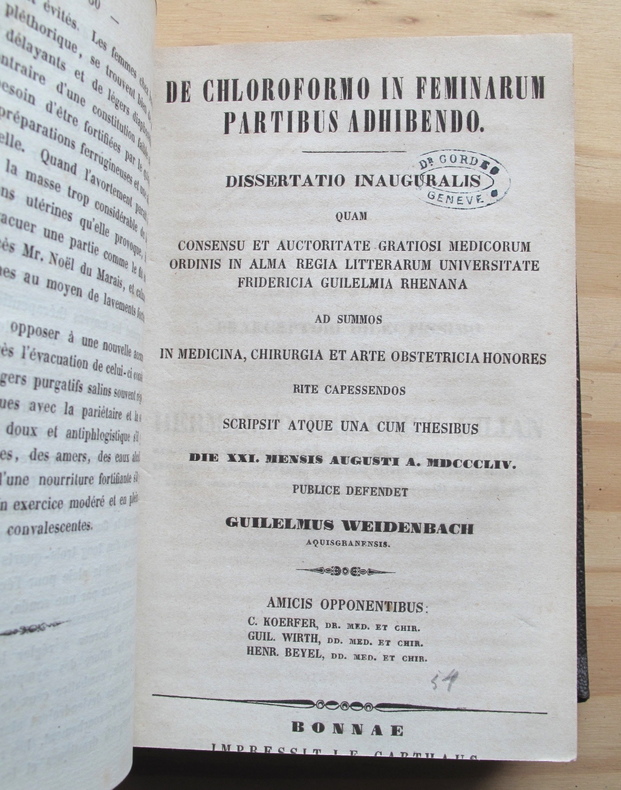 30 —
évités. Les femmes
pléthorique, se trouvent
délayants et de légers
d'une constitution
besoin d'être fortifiées par
préparations ferrugineuses et
elle. Quand l'avortement
la masse trop considérable
utérines qu'elle provoque,
évacuer une partie comme le
Mr. Noël du Marais, et
au moyen de lavements
opposer à une nouvelle
l'évacuation de celui-ci
purgatifs salins souvent
avec la pariétaire et
doux et antiphlogistique
des amers, des eaux
d'une nourriture fortifiante
exercice modéré et en
convalescentes.
DE CHLOROFORMO IN FEMINARUM
PARTIBUS ADHIBENDO.
DR CORDES
GENEVE
DISSERTATIO INAUGURALIS
QUAM
CONSENSU ET AUCTORITATE GRATIOSI MEDICORUM
ORDINIS IN ALMA REGIA LITTERARUM UNIVERSITATE
FRIDERICIA GUILELMIA RHENANA
AD SUMMOS
IN MEDICINA, CHIRURGIA ET ARTE OBSTETRICIA HONORES
RITE CAPESSENDOS
SCRIPSIT ATQUE UNA CUM THESIBUS
DIE XXI. MENSIS AUGUSTI A. MDCCCLIV.
PUBLICE DEFENDET
GUILELMUS WEIDENBACH
AQUISGRANENSIS.
AMICIS OPPONENTIBUS:
C. KOERFER, DR. MED. ET CHIR.
GUIL. WIRTH, DD. MED. ET CHIR.
HENR. BEYEL, DD. MED. ET CHIR.
54
BONNAE
IMPRESSIT I. F. CARTHAUS